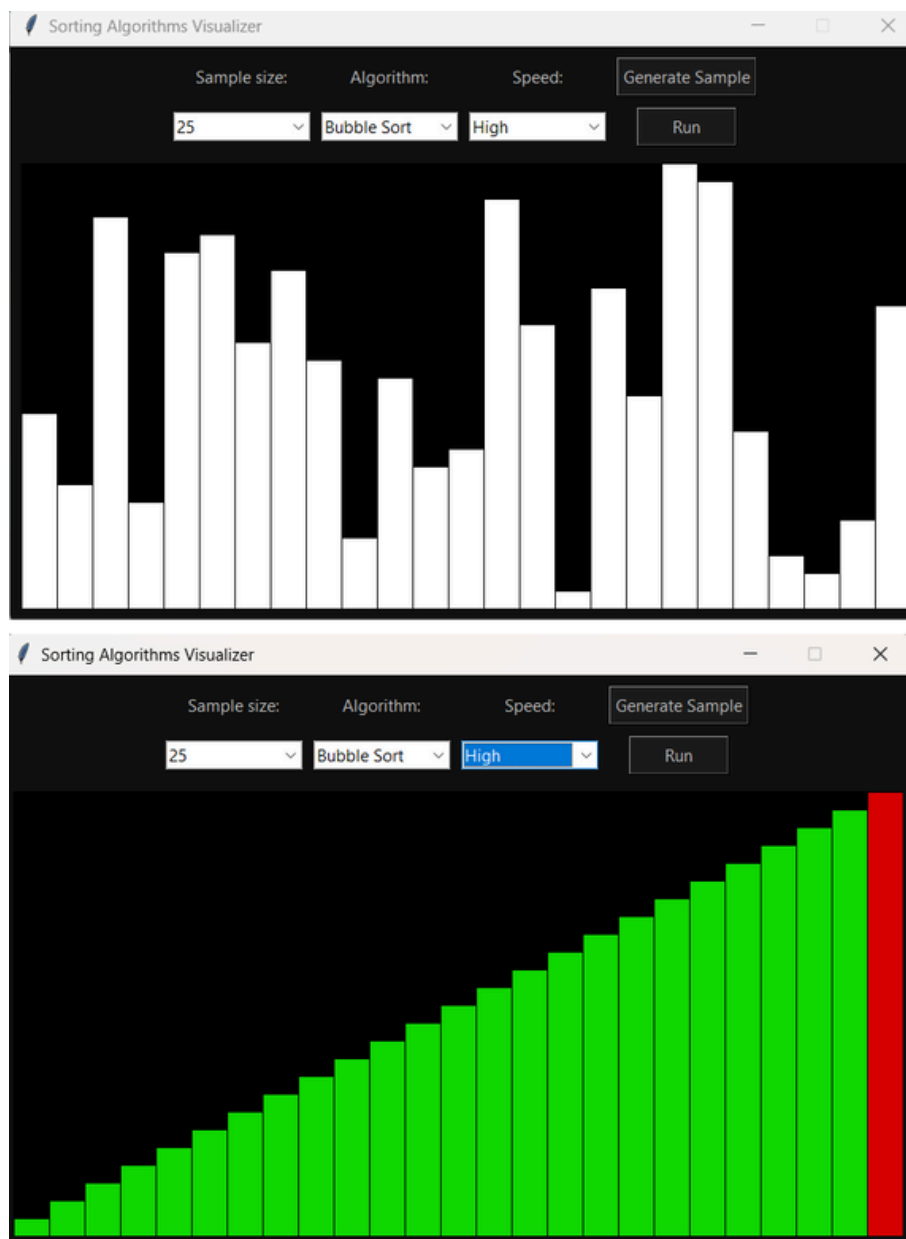 Sorting Algorithms Visualizer
Sample size: Algorithm: Speed: Generate Sample
25 Bubble Sort High Run
Sorting Algorithms Visualizer
Sample size: Algorithm: Speed: Generate Sample
25 Bubble Sort High Run